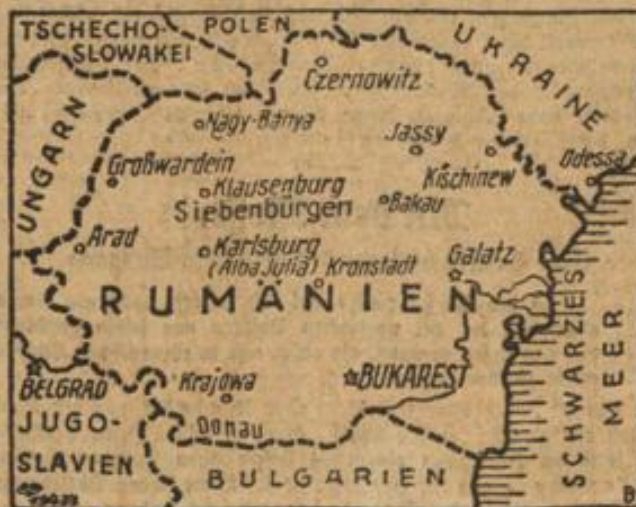 TSCHECHO-
SLOWAKEI
POLEN
UKRAINE
UNGARN
Czernowitz
Nagy-Bánya
Jassy
Kischinew
Odessa
Großwardein
Klausenburg
Siebenbürgen
Bakau
Arad
Karlsburg
(Alba Julia)
Kronstadt
Galatz
RUMÄNIEN
SCHWARZES
MEER
BELGRAD
Krajowa
BUKAREST
JUGO-
SLAVIEN
Donau
BULGARIEN
B